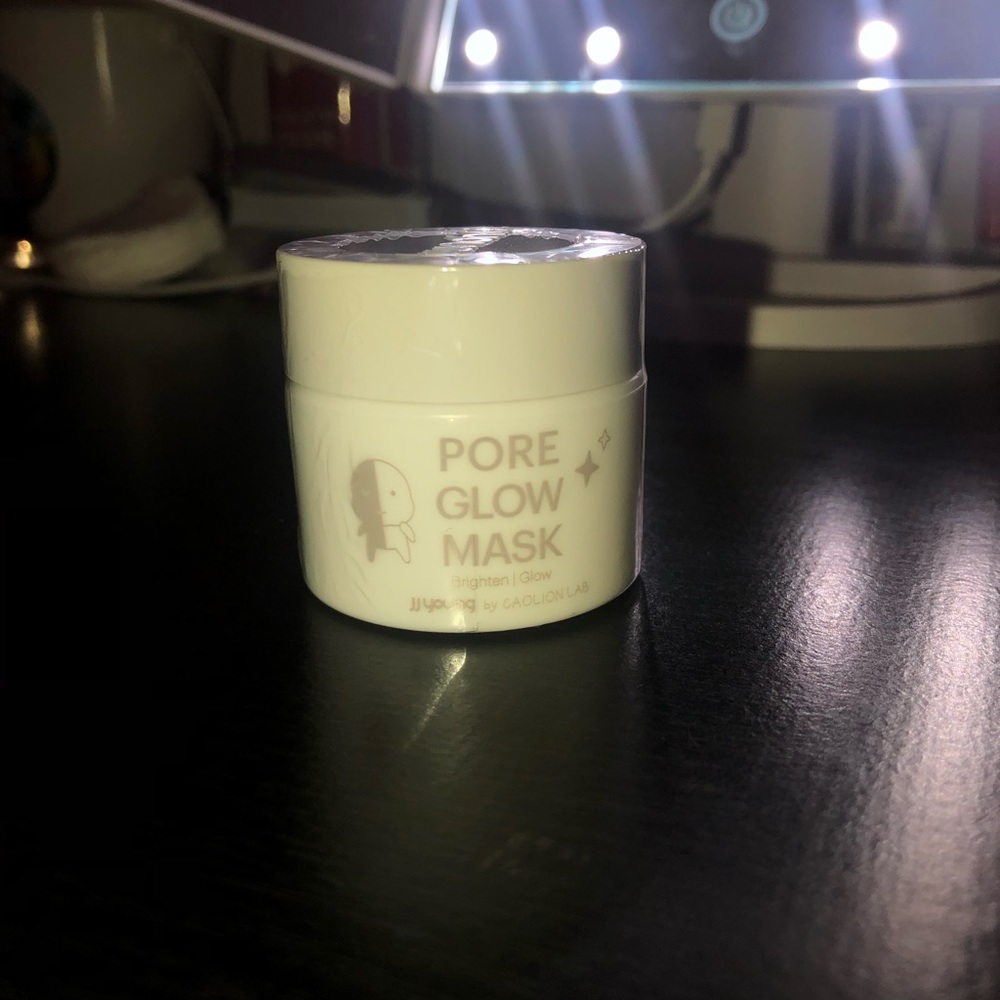 PORE
GLOW
MASK
Brighten | Glow
JJ young by CAOLION LAB